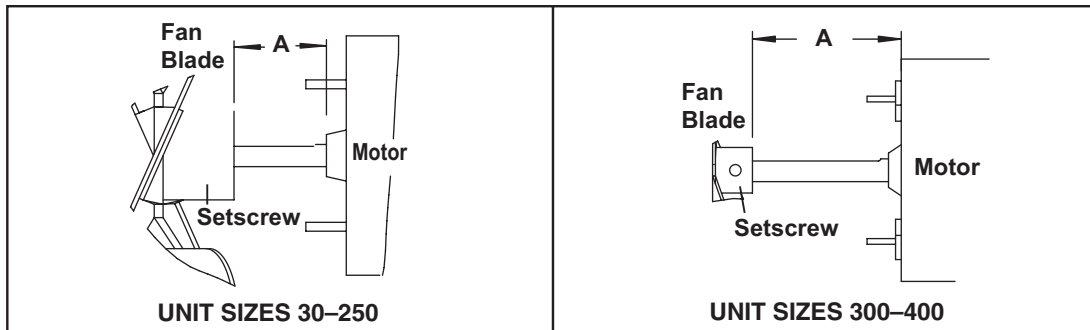 Fan
Blade
A
Motor
Setscrew
UNIT SIZES 30–250
A
Fan
Blade
Motor
Setscrew
UNIT SIZES 300–400